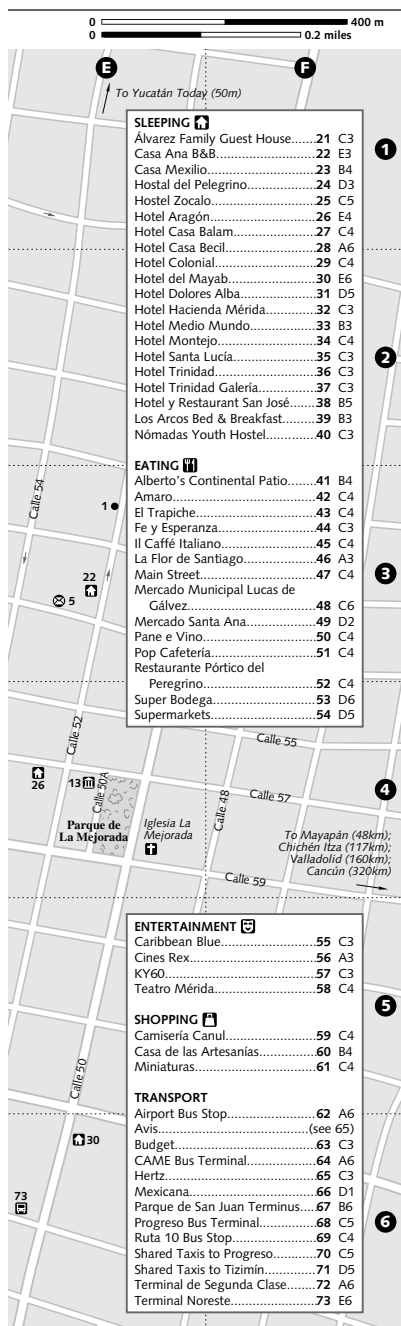 0 400 m
0 0.2 miles
E F
To Yucatán Today (50m)
SLEEPING
Álvarez Family Guest House......21 C3
Casa Ana B&B......22 E3
Casa Mexilio......23 B4
Hostal del Pelegrino......24 D3
Hostel Zocalo......25 C5
Hotel Aragón......26 E4
Hotel Casa Balam......27 C4
Hotel Casa Becil......28 A6
Hotel Colonial......29 C4
Hotel del Mayab......30 E6
Hotel Dolores Alba......31 D5
Hotel Hacienda Mérida......32 C3
Hotel Medio Mundo......33 B3
Hotel Montejo......34 C4
Hotel Santa Lucía......35 C3
Hotel Trinidad......36 C3
Hotel Trinidad Galería......37 C3
Hotel y Restaurant San José......38 B5
Los Arcos Bed & Breakfast......39 B3
Nómadas Youth Hostel......40 C3
EATING
Alberto's Continental Patio......41 B4
Amaro......42 C4
El Trapiche......43 C4
Fe y Esperanza......44 C3
Il Caffé Italiano......45 C4
La Flor de Santiago......46 A3
Main Street......47 C4
Mercado Municipal Lucas de
Gálvez......48 C6
Mercado Santa Ana......49 D2
Pane e Vino......50 C4
Pop Cafetería......51 C4
Restaurante Pórtico del
Peregrino......52 C4
Super Bodega......53 D6
Supermarkets......54 D5
1
2
3
4
5
6
Calle 54
1
22
5
Calle 52
Calle 55
26
13
Calle 50A
Calle 48
Calle 57
Parque de
La Mejorada
Iglesia La
Mejorada
To Mayapán (48km);
Chichén Itza (117km);
Valladolid (160km);
Cancún (320km)
Calle 59
ENTERTAINMENT
Caribbean Blue......55 C3
Cines Rex......56 A3
KY60......57 C3
Teatro Mérida......58 C4
SHOPPING
Camisería Canul......59 C4
Casa de las Artesanías......60 B4
Miniaturas......61 C4
TRANSPORT
Airport Bus Stop......62 A6
Avis......(see 65)
Budget......63 C3
CAME Bus Terminal......64 A6
Hertz......65 C3
Mexicana......66 D1
Parque de San Juan Terminus......67 B6
Progreso Bus Terminal......68 C5
Ruta 10 Bus Stop......69 C4
Shared Taxis to Progreso......70 C5
Shared Taxis to Tizimín......71 D5
Terminal de Segunda Clase......72 A6
Terminal Noreste......73 E6
Calle 50
30
73